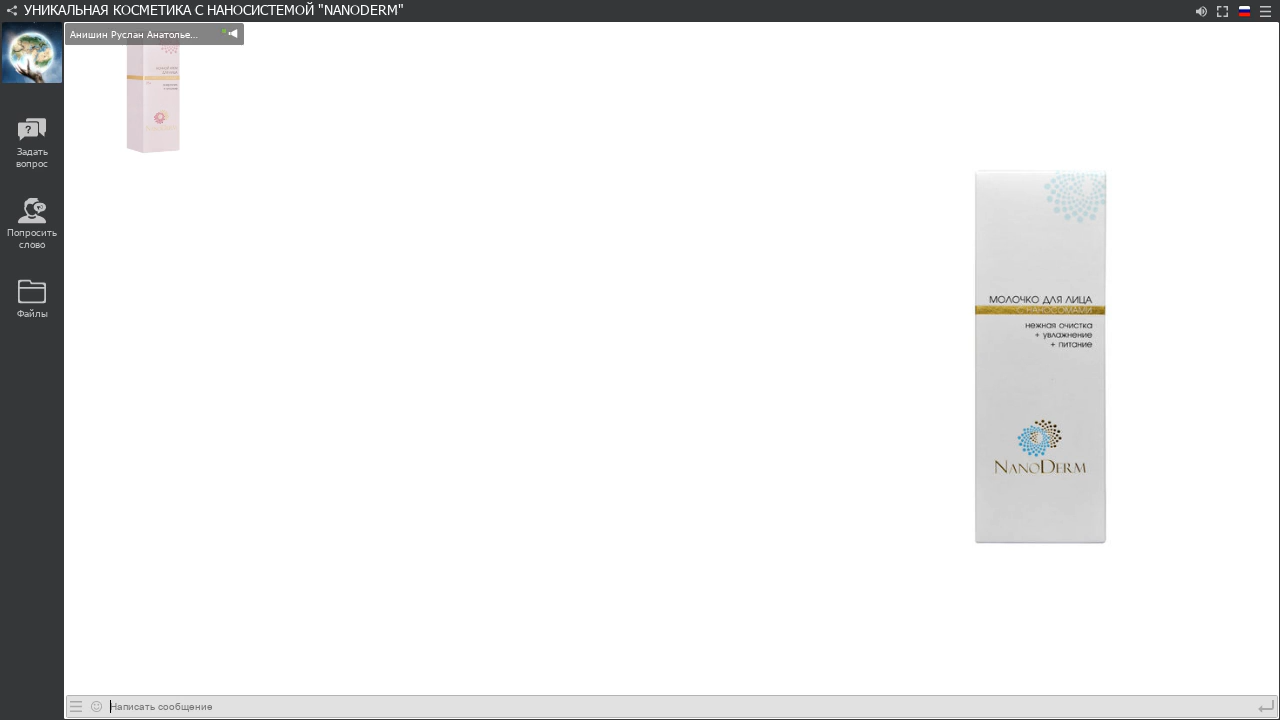 УНИКАЛЬНАЯ КОСМЕТИКА С НАНОСИСТЕМОЙ "NANODERM"
Анишин Руслан Анатолье...
Задать
вопрос
Попросить
слово
Файлы
МОЛОЧКО ДЛЯ ЛИЦА
С НАНОСОМАМИ
нежная очистка
+ увлажнение
+ питание
NANODERM
Написать сообщение